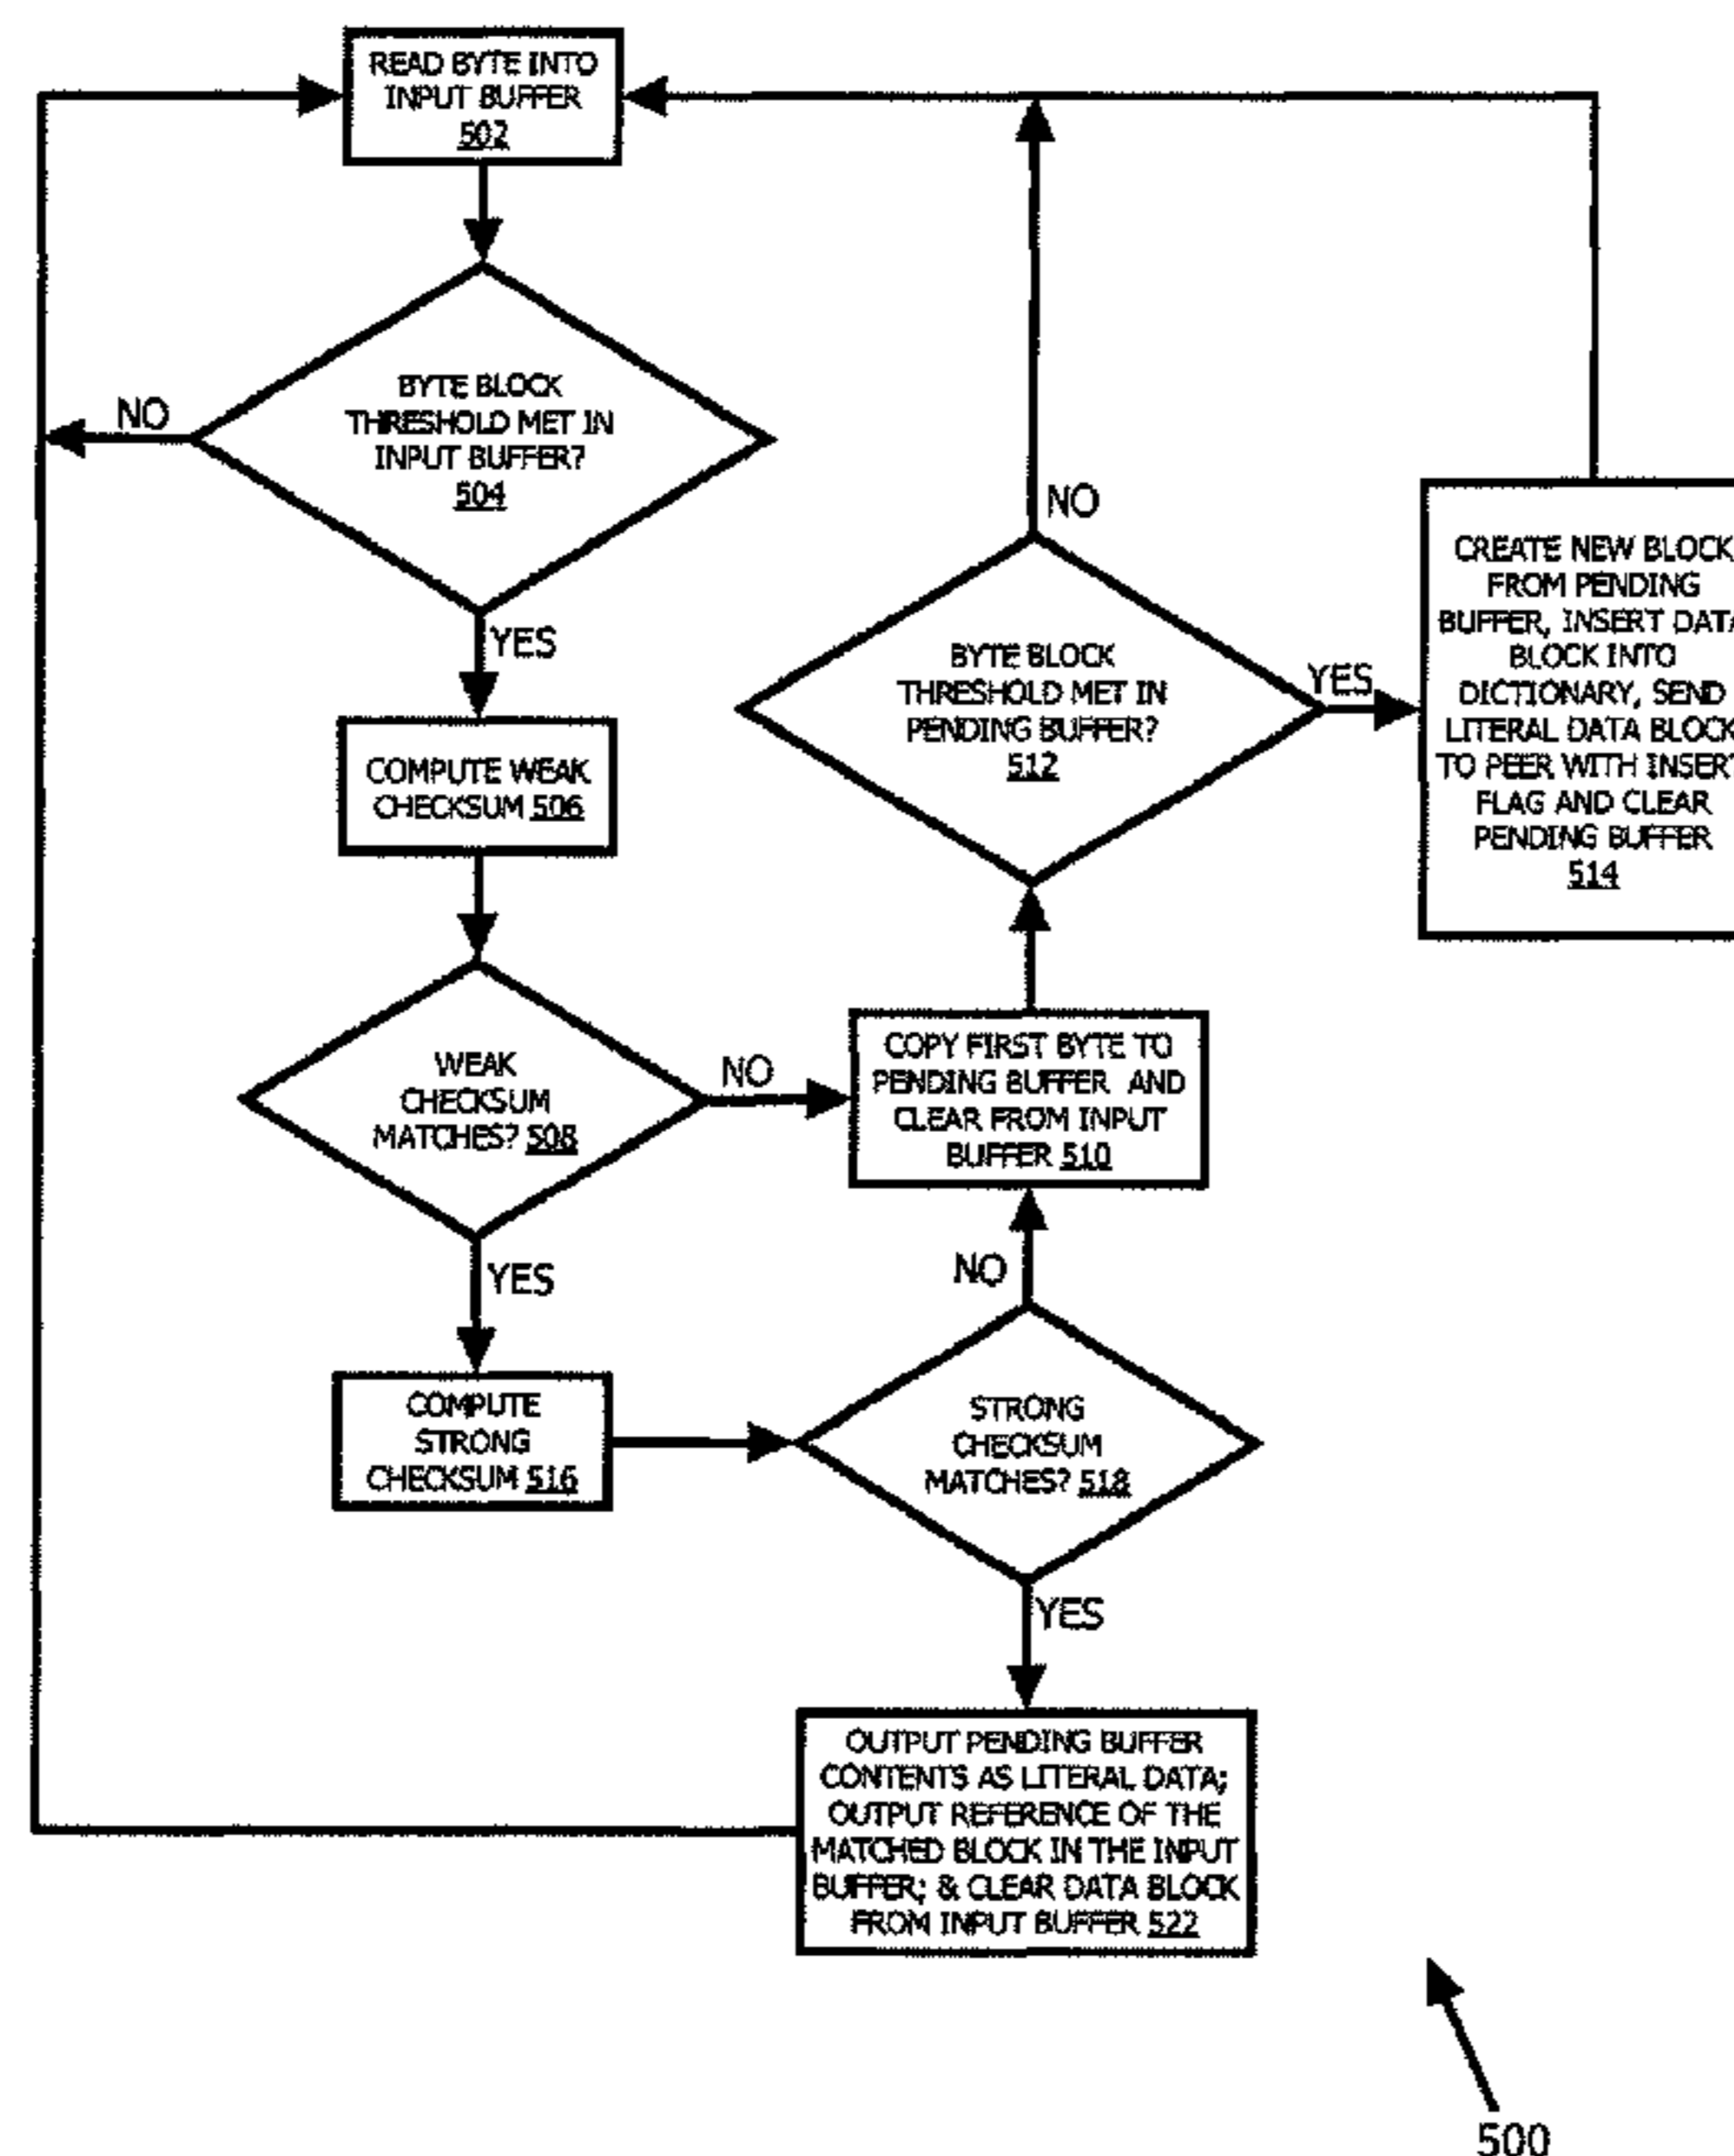 READ BYTE INTO
INPUT BUFFER
502
BYTE BLOCK
THRESHOLD MET IN
INPUT BUFFER?
504
NO
YES
COMPUTE WEAK
CHECKSUM 506
WEAK
CHECKSUM
MATCHES? 508
NO
YES
COPY FIRST BYTE TO
PENDING BUFFER AND
CLEAR FROM INPUT
BUFFER 510
BYTE BLOCK
THRESHOLD MET IN
PENDING BUFFER?
512
NO
YES
CREATE NEW BLOCK
FROM PENDING
BUFFER, INSERT DATA
BLOCK INTO
DICTIONARY, SEND
LITERAL DATA BLOCK
TO PEER WITH INSERT
FLAG AND CLEAR
PENDING BUFFER
514
COMPUTE
STRONG
CHECKSUM 516
STRONG
CHECKSUM
MATCHES? 518
NO
YES
OUTPUT PENDING BUFFER
CONTENTS AS LITERAL DATA;
OUTPUT REFERENCE OF THE
MATCHED BLOCK IN THE INPUT
BUFFER; & CLEAR DATA BLOCK
FROM INPUT BUFFER 522
500